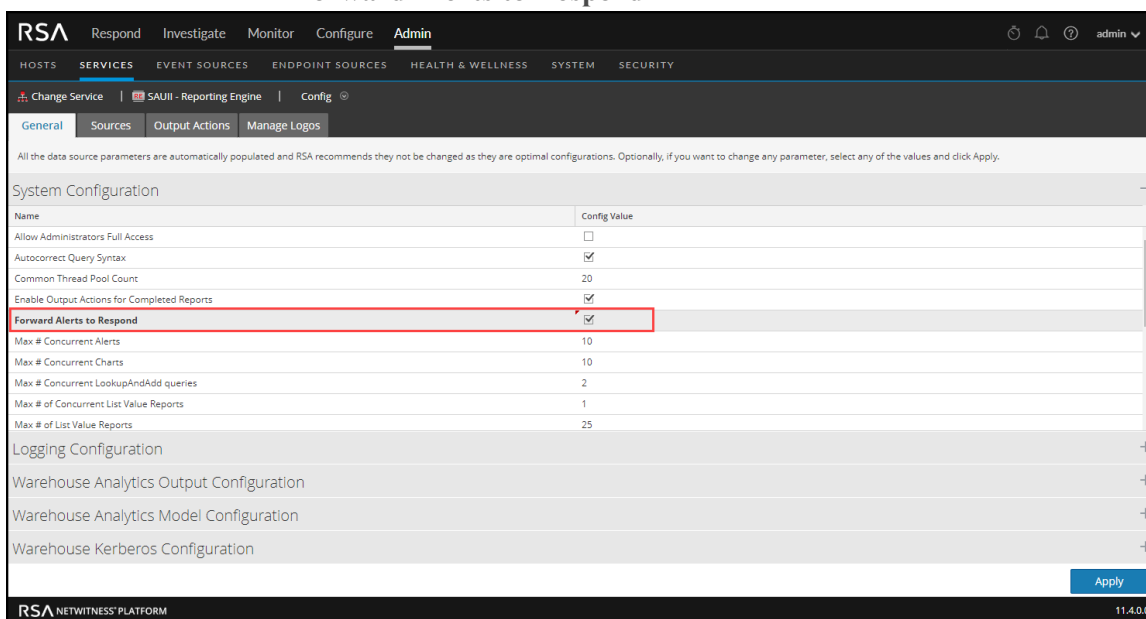 RSA Respond Investigate Monitor Configure Admin admin
HOSTS SERVICES EVENT SOURCES ENDPOINT SOURCES HEALTH & WELLNESS SYSTEM SECURITY
Change Service | RE SAUII - Reporting Engine | Config
General Sources Output Actions Manage Logos
All the data source parameters are automatically populated and RSA recommends they not be changed as they are optimal configurations. Optionally, if you want to change any parameter, select any of the values and click Apply.
System Configuration
Name Config Value
Allow Administrators Full Access
Autocorrect Query Syntax
Common Thread Pool Count 20
Enable Output Actions for Completed Reports
Forward Alerts to Respond
Max # Concurrent Alerts 10
Max # Concurrent Charts 10
Max # Concurrent LookupAndAdd queries 2
Max # of Concurrent List Value Reports 1
Max # of List Value Reports 25
Logging Configuration
Warehouse Analytics Output Configuration
Warehouse Analytics Model Configuration
Warehouse Kerberos Configuration
Apply
RSA NETWITNESS® PLATFORM 11.4.0.0